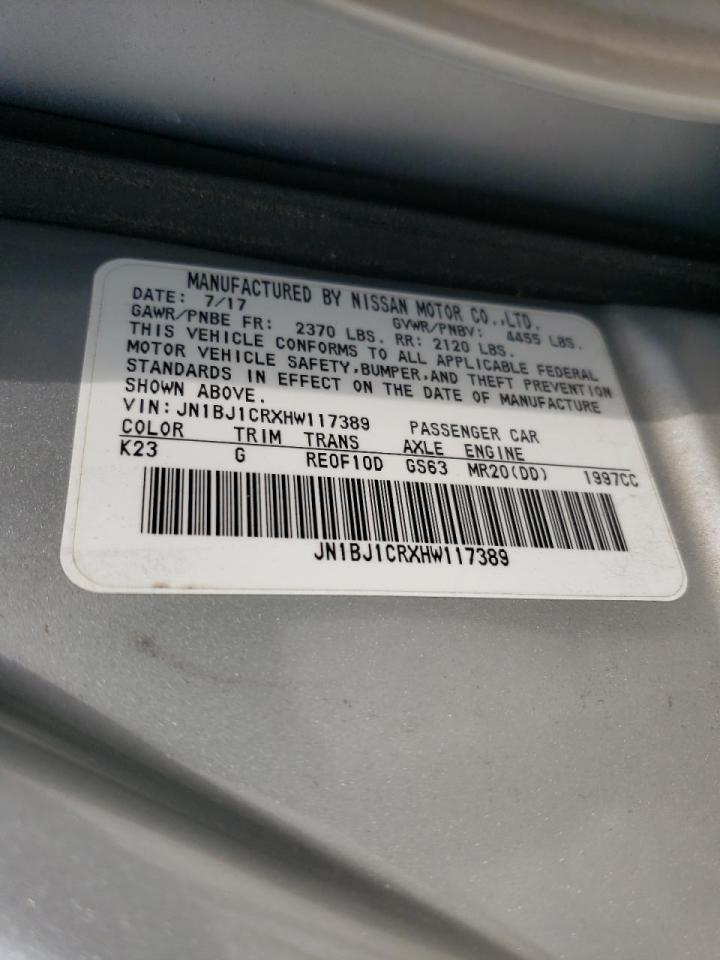 MANUFACTURED BY NISSAN MOTOR CO.,LTD.
DATE: 7/17 GVWR/PNBV: 4455 LBS.
GAWR/PNBE FR: 2370 LBS. RR: 2120 LBS.
THIS VEHICLE CONFORMS TO ALL APPLICABLE FEDERAL
MOTOR VEHICLE SAFETY,BUMPER,AND THEFT PREVENTION
STANDARDS IN EFFECT ON THE DATE OF MANUFACTURE
SHOWN ABOVE.
VIN: JN1BJ1CRXHW117389 PASSENGER CAR
COLOR TRIM TRANS AXLE ENGINE
K23 G RE0F10D GS63 MR20(DD) 1997CC
JN1BJ1CRXHW117389